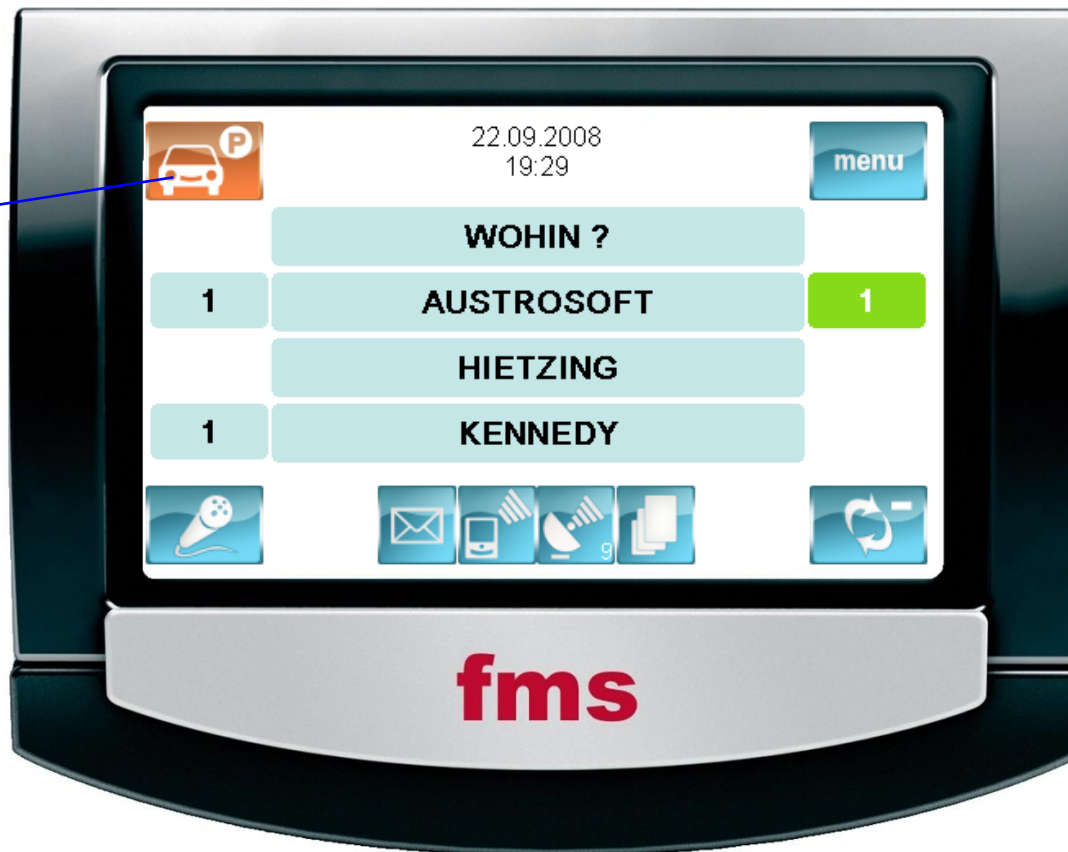 P
22.09.2008
19:29
menu
WOHIN ?
1 AUSTROSOFT 1
HIETZING
1 KENNEDY
9
fms